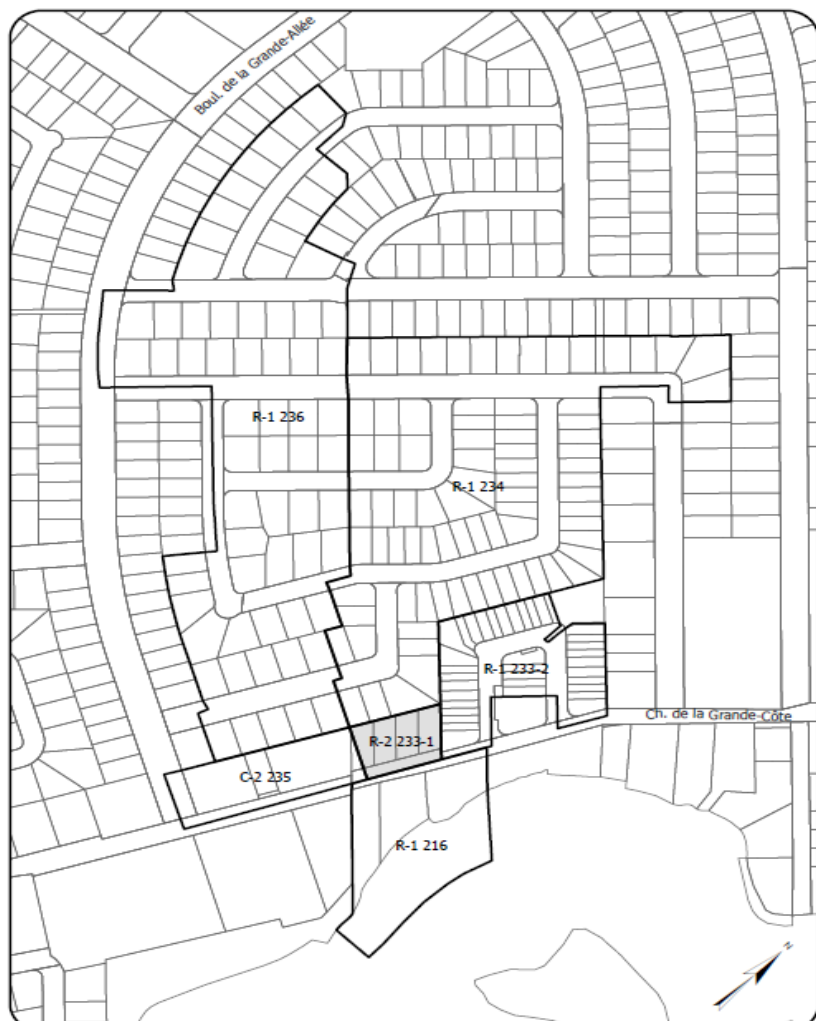 Boul. de la Grande-Allée
R-1 236
R-1 234
R-1 233-2
Ch. de la Grande-Côte
R-2 233-1
C-2 235
R-1 216
N